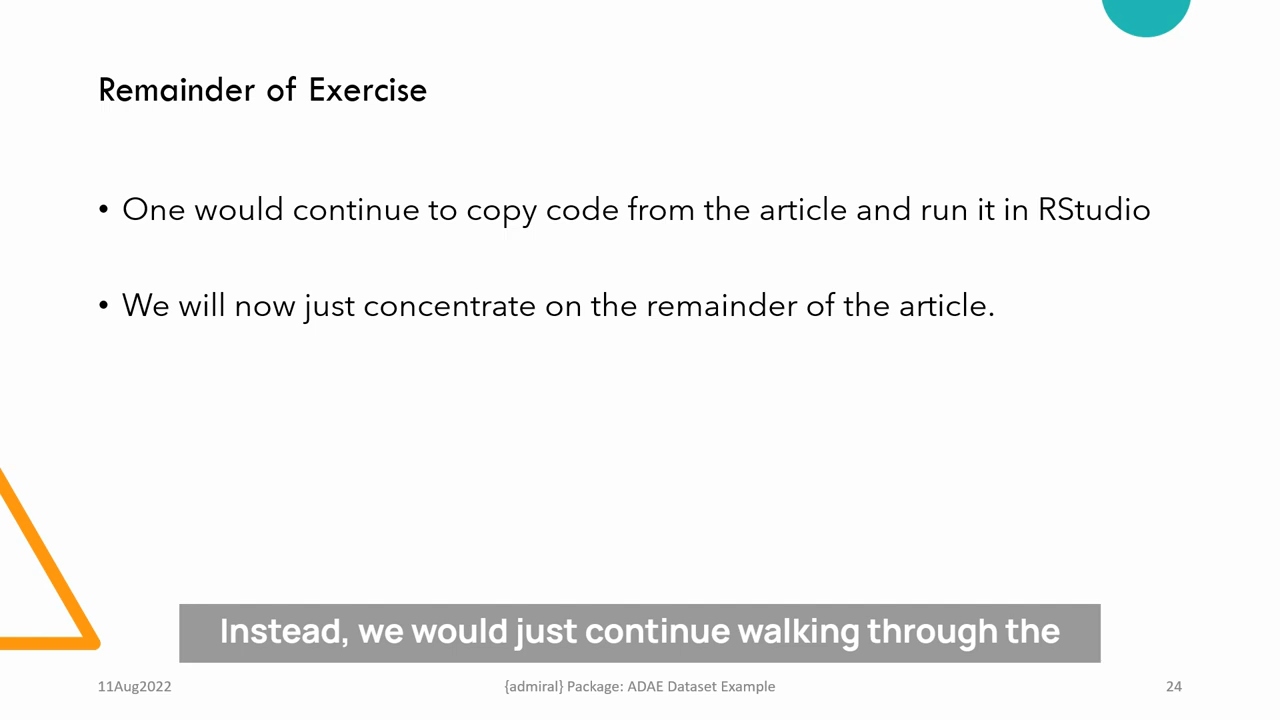 Remainder of Exercise
• One would continue to copy code from the article and run it in RStudio
• We will now just concentrate on the remainder of the article.
Instead, we would just continue walking through the
11Aug2022
{admiral} Package: ADAE Dataset Example
24